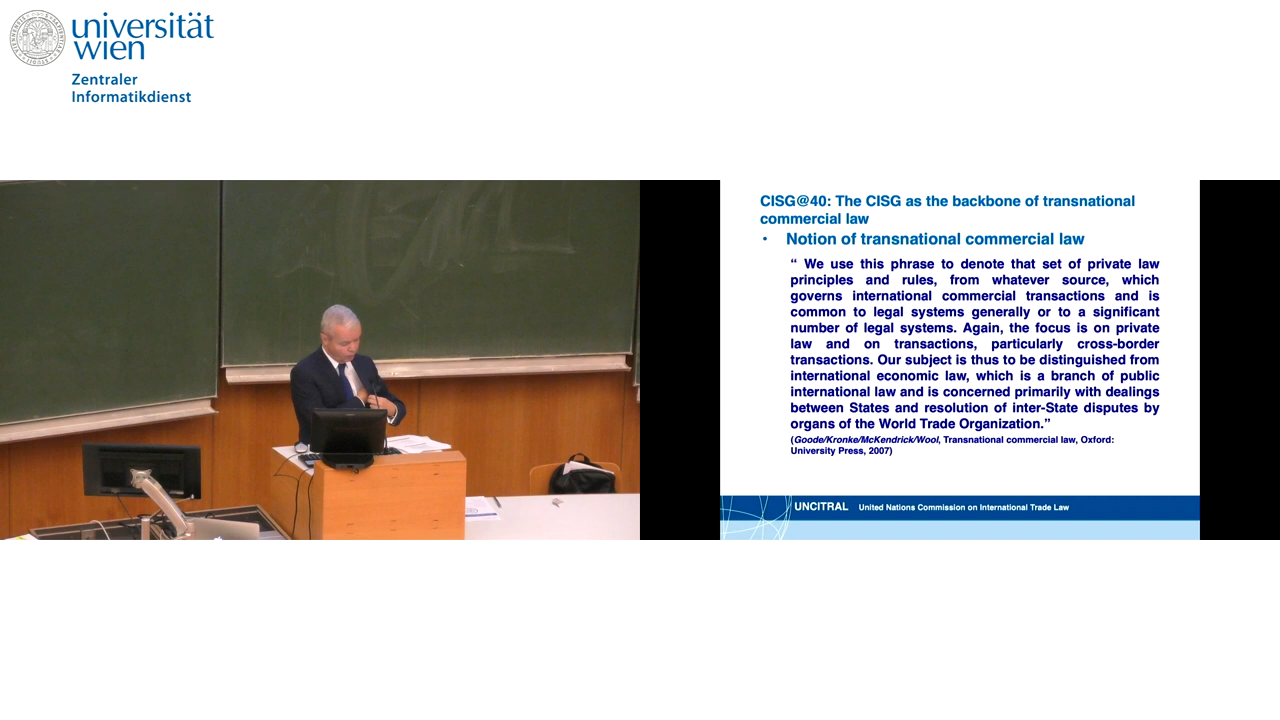 universität
wien
Zentraler
Informatikdienst
CISG@40: The CISG as the backbone of transnational
commercial law
• Notion of transnational commercial law
“ We use this phrase to denote that set of private law
principles and rules, from whatever source, which
governs international commercial transactions and is
common to legal systems generally or to a significant
number of legal systems. Again, the focus is on private
law and on transactions, particularly cross-border
transactions. Our subject is thus to be distinguished from
international economic law, which is a branch of public
international law and is concerned primarily with dealings
between States and resolution of inter-State disputes by
organs of the World Trade Organization.”
(Goode/Kronke/McKendrick/Wool, Transnational commercial law, Oxford:
University Press, 2007)
UNCITRAL United Nations Commission on International Trade Law